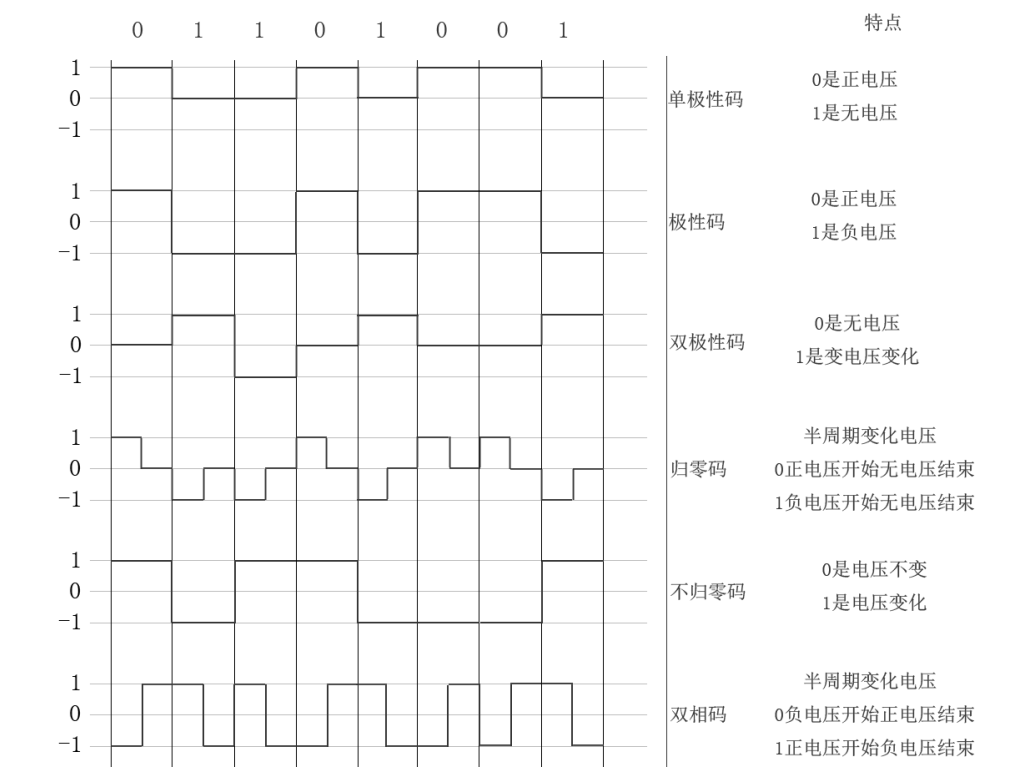 0 1 1 0 1 0 0 1 特点
1
0
-1
单极性码
0是正电压
1是无电压
1
0
-1
极性码
0是正电压
1是负电压
1
0
-1
双极性码
0是无电压
1是变电压变化
1
0
-1
归零码
半周期变化电压
0正电压开始无电压结束
1负电压开始无电压结束
1
0
-1
不归零码
0是电压不变
1是电压变化
1
0
-1
双相码
半周期变化电压
0负电压开始正电压结束
1正电压开始负电压结束